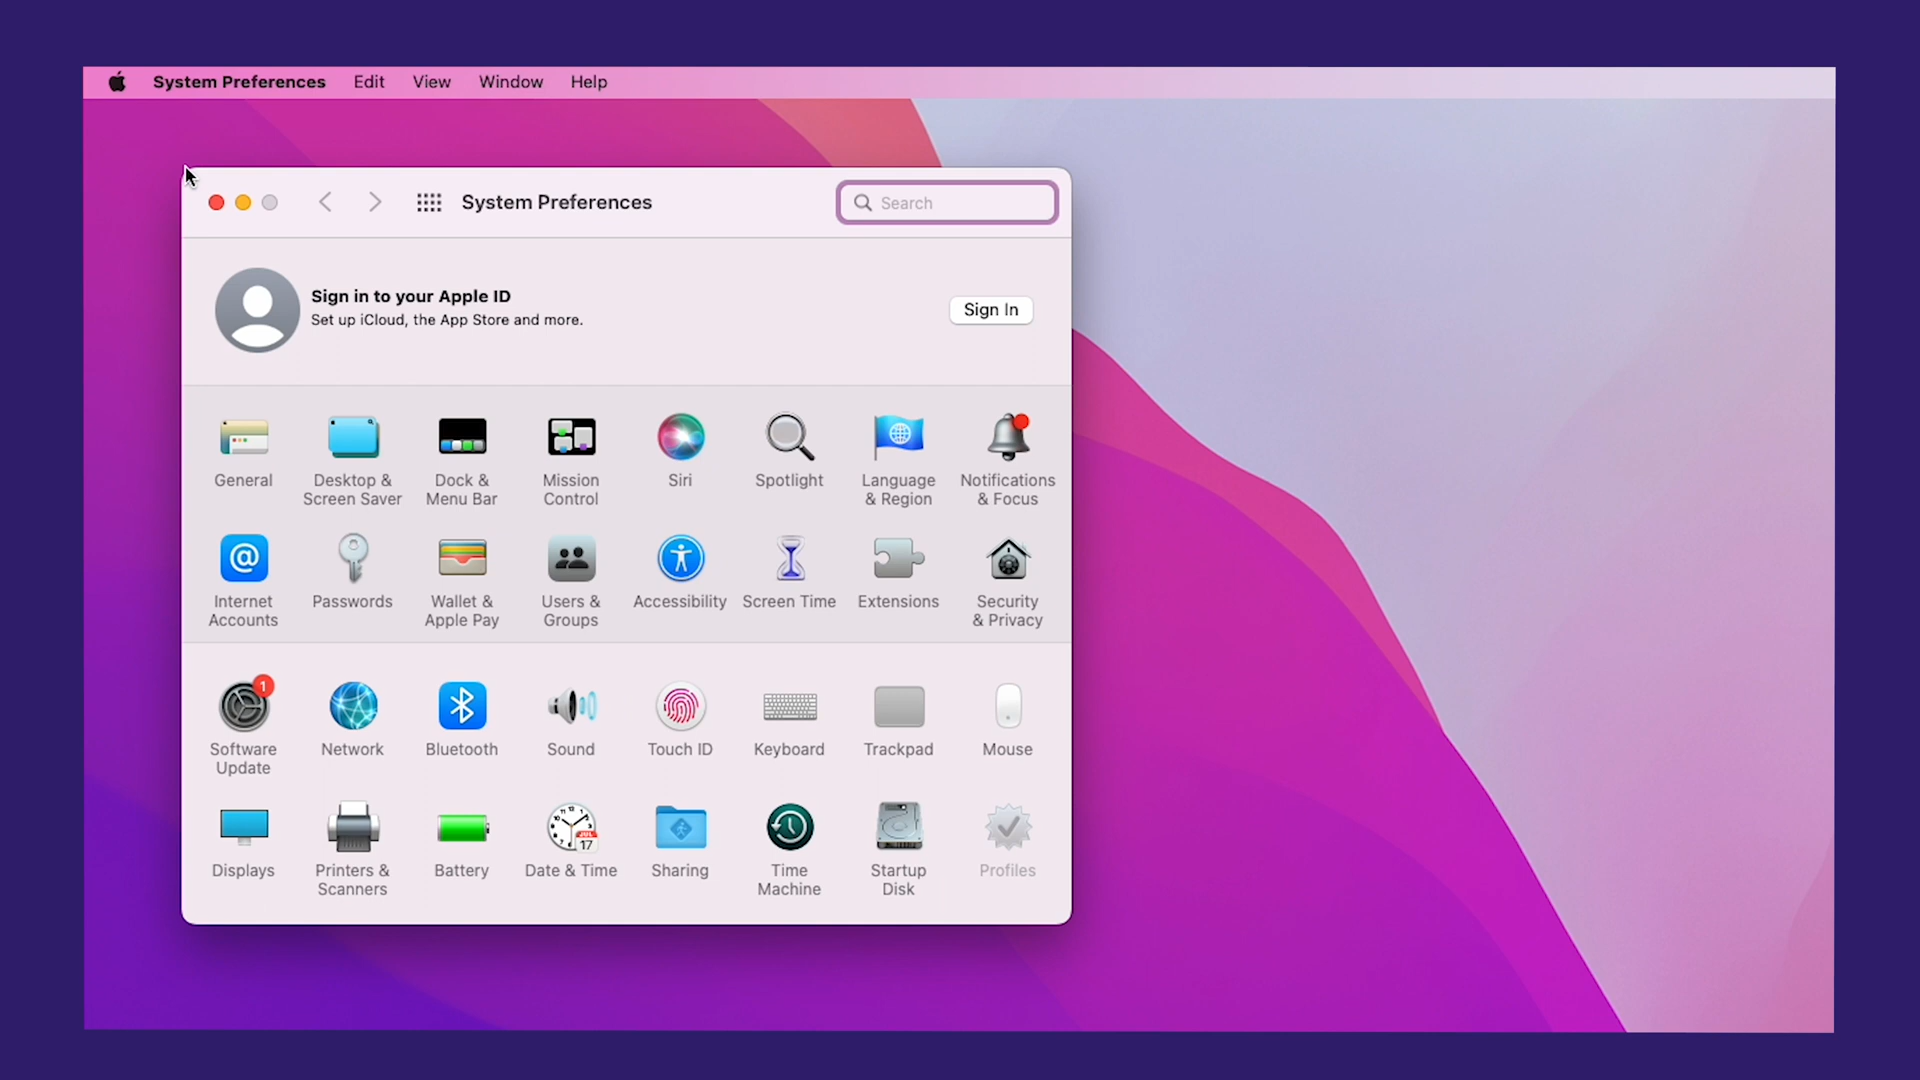 System Preferences Edit View Window Help
System Preferences
Search
Sign in to your Apple ID
Set up iCloud, the App Store and more.
Sign In
General
Desktop &
Screen Saver
Dock &
Menu Bar
Mission
Control
Siri
Spotlight
Language
& Region
Notifications
& Focus
Internet
Accounts
Passwords
Wallet &
Apple Pay
Users &
Groups
Accessibility
Screen Time
Extensions
Security
& Privacy
1
Software
Update
Network
Bluetooth
Sound
Touch ID
Keyboard
Trackpad
Mouse
Displays
Printers &
Scanners
Battery
JUL
17
Date & Time
Sharing
Time
Machine
Startup
Disk
Profiles